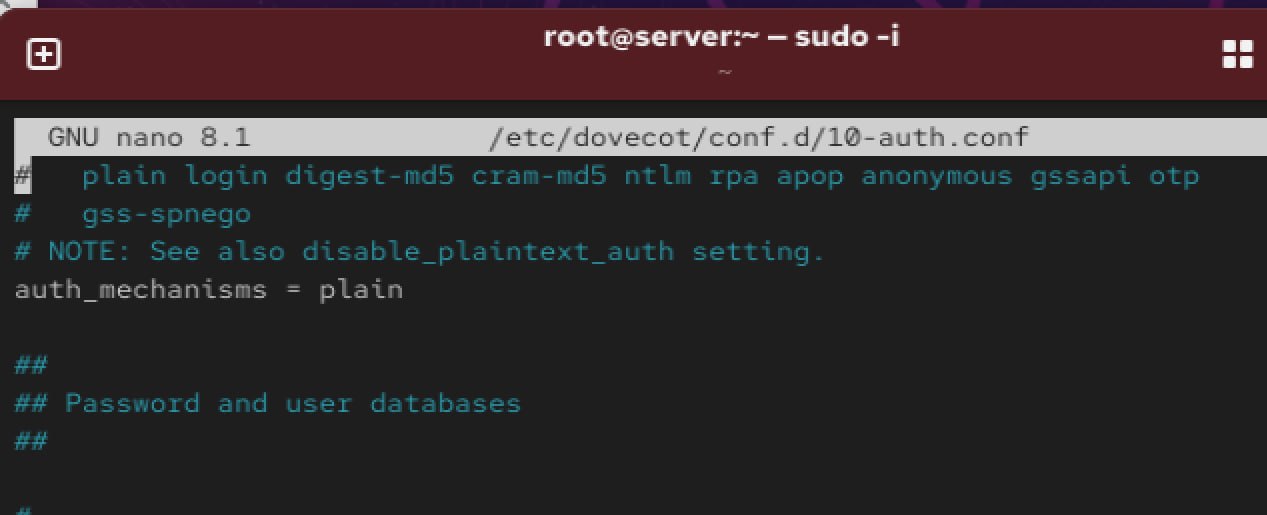 root@server:~ — sudo -i
~
GNU nano 8.1 /etc/dovecot/conf.d/10-auth.conf
#   plain login digest-md5 cram-md5 ntlm rpa apop anonymous gssapi otp
#   gss-spnego
# NOTE: See also disable_plaintext_auth setting.
auth_mechanisms = plain
##
## Password and user databases
##
#